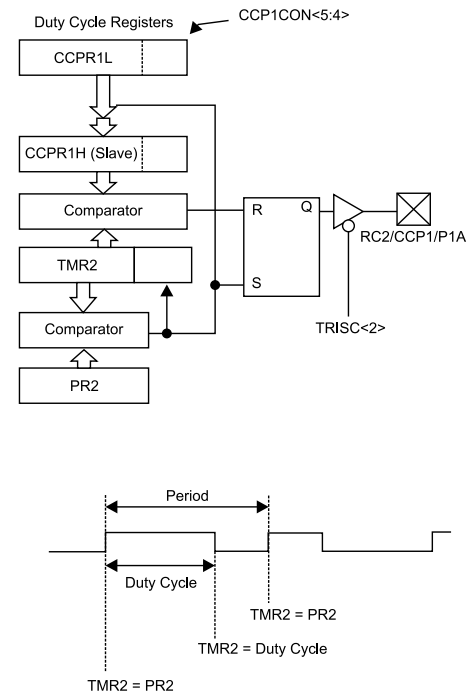 Duty Cycle Registers
CCP1CON<5:4>
CCPR1L
CCPR1H (Slave)
Comparator
R
Q
RC2/CCP1/P1A
TMR2
S
Comparator
TRISC<2>
PR2
Period
Duty Cycle
TMR2 = PR2
TMR2 = Duty Cycle
TMR2 = PR2